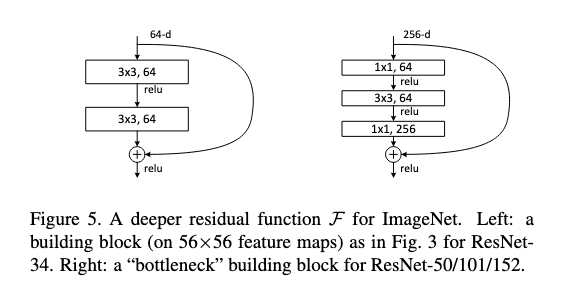 64-d
3x3, 64
relu
3x3, 64
+
relu
256-d
1x1, 64
relu
3x3, 64
relu
1x1, 256
+
relu
Figure 5. A deeper residual function F for ImageNet. Left: a
building block (on 56×56 feature maps) as in Fig. 3 for ResNet-
34. Right: a “bottleneck” building block for ResNet-50/101/152.